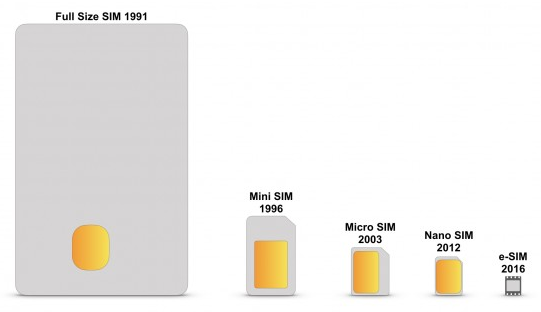 Full Size SIM 1991
Mini SIM
1996
Micro SIM
2003
Nano SIM
2012
e-SIM
2016